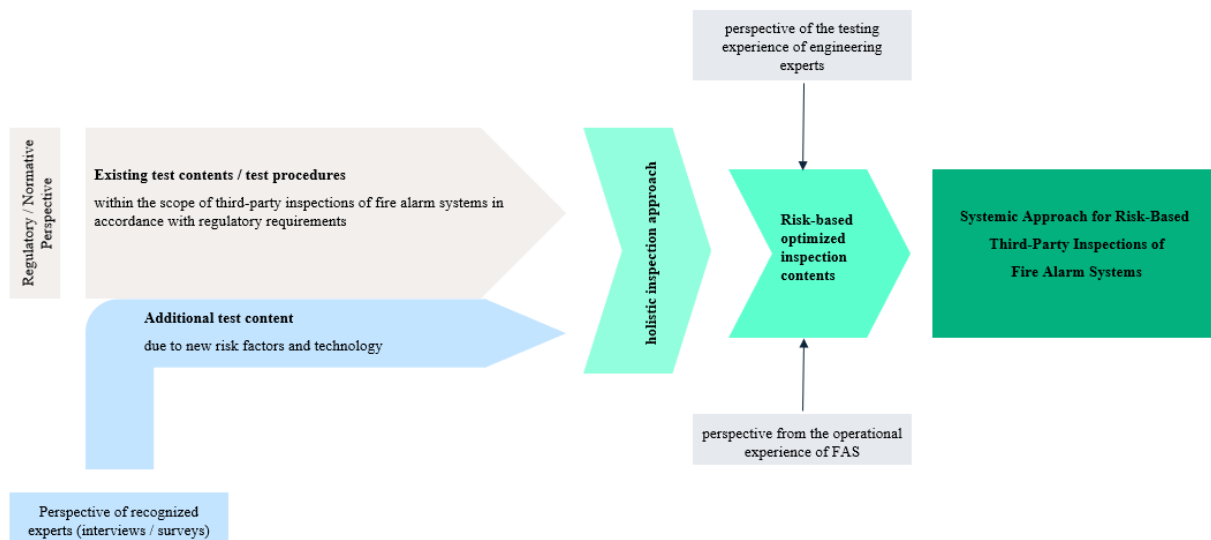 perspective of the testing
experience of engineering
experts
Regulatory / Normative
Perspective
Existing test contents / test procedures
within the scope of third-party inspections of fire alarm systems in
accordance with regulatory requirements
Additional test content
due to new risk factors and technology
holistic inspection approach
Risk-based
optimized
inspection
contents
Systemic Approach for Risk-Based
Third-Party Inspections of
Fire Alarm Systems
perspective from the operational
experience of FAS
Perspective of recognized
experts (interviews / surveys)